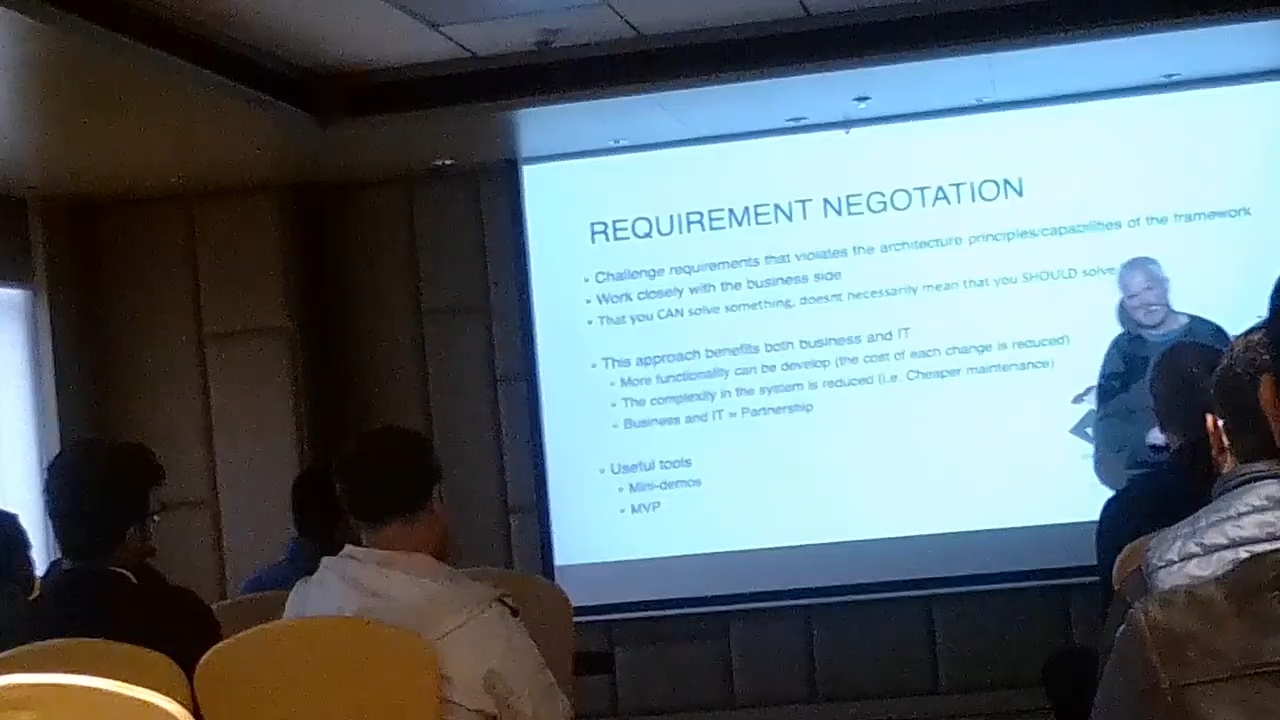 REQUIREMENT NEGOTATION
Challenge requirements that violates the architecture principles/capabilities of the framework
Work closely with the business side
That you CAN solve something, doesnt necessarily mean that you SHOULD solve
This approach benefits both business and IT
More functionality can be develop (the cost of each change is reduced)
The complexity in the system is reduced (i.e. Cheaper maintenance)
Business and IT = Partnership
Useful tools
Mini-demos
MVP